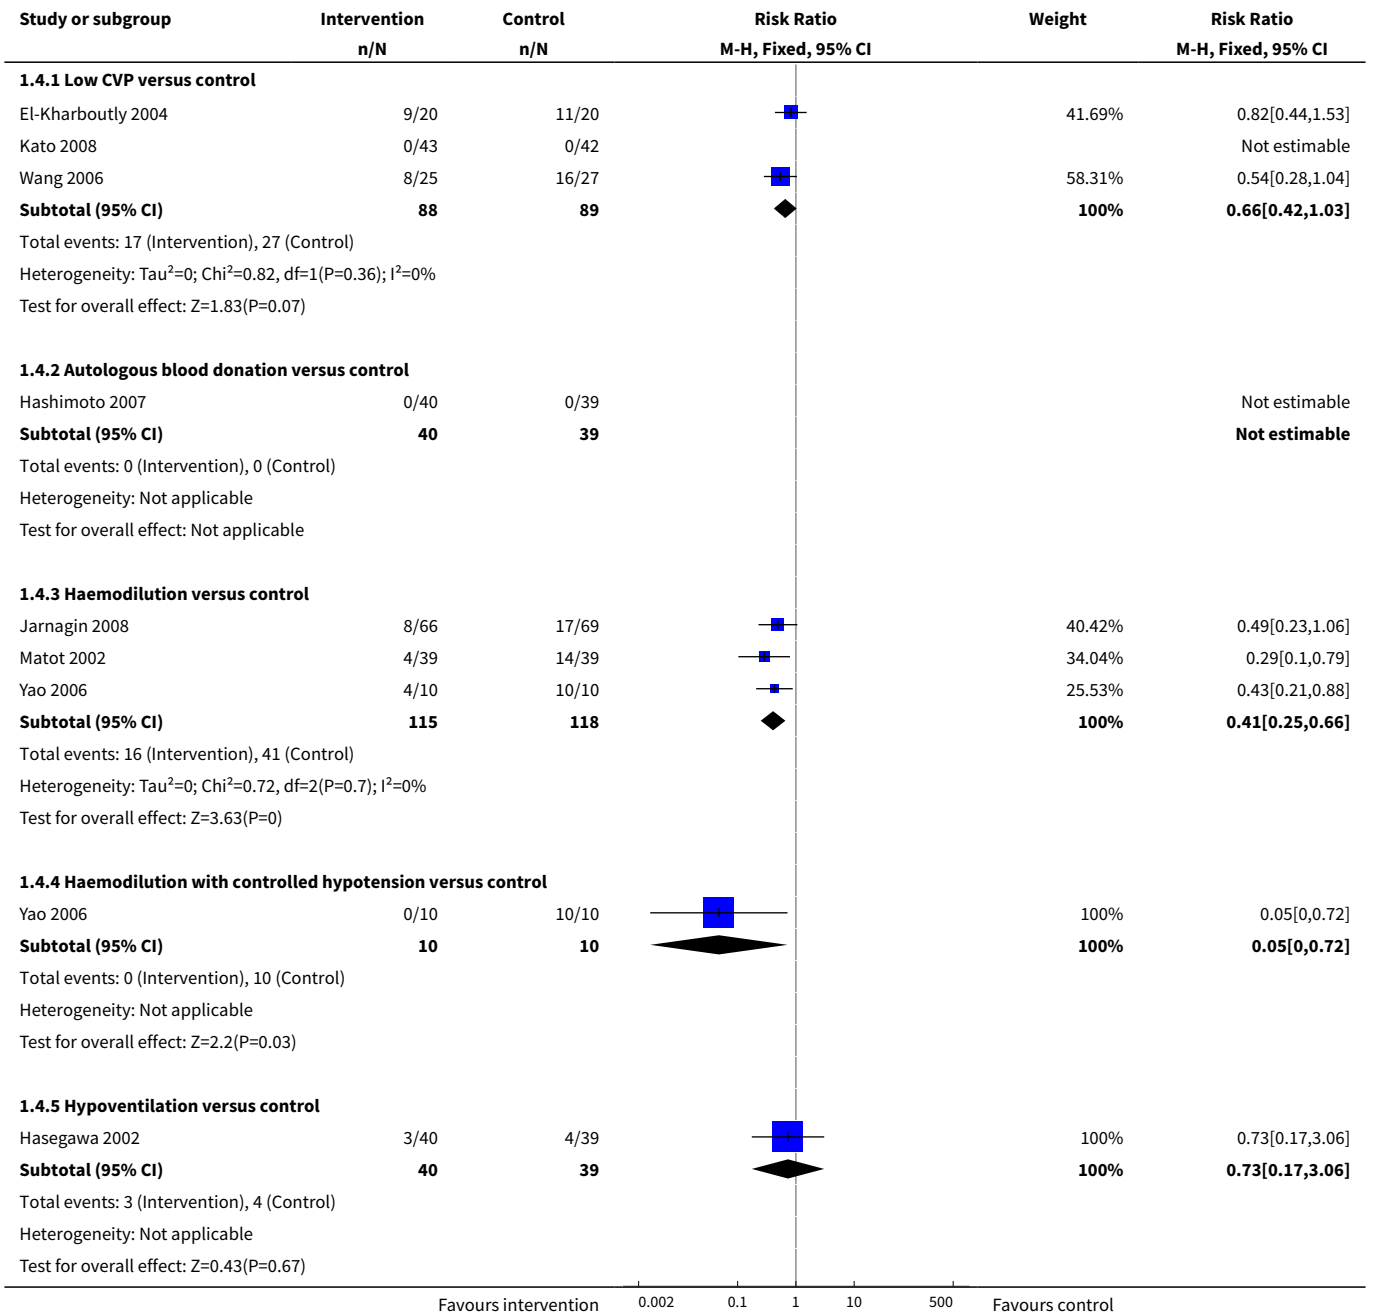 Study or subgroup Intervention Control Risk Ratio Weight Risk Ratio
n/N n/N M-H, Fixed, 95% CI M-H, Fixed, 95% CI
1.4.1 Low CVP versus control
El-Kharboutly 2004 9/20 11/20 41.69% 0.82[0.44,1.53]
Kato 2008 0/43 0/42 Not estimable
Wang 2006 8/25 16/27 58.31% 0.54[0.28,1.04]
Subtotal (95% CI) 88 89 100% 0.66[0.42,1.03]
Total events: 17 (Intervention), 27 (Control)
Heterogeneity: Tau²=0; Chi²=0.82, df=1(P=0.36); I²=0%
Test for overall effect: Z=1.83(P=0.07)
1.4.2 Autologous blood donation versus control
Hashimoto 2007 0/40 0/39 Not estimable
Subtotal (95% CI) 40 39 Not estimable
Total events: 0 (Intervention), 0 (Control)
Heterogeneity: Not applicable
Test for overall effect: Not applicable
1.4.3 Haemodilution versus control
Jarnagin 2008 8/66 17/69 40.42% 0.49[0.23,1.06]
Matot 2002 4/39 14/39 34.04% 0.29[0.1,0.79]
Yao 2006 4/10 10/10 25.53% 0.43[0.21,0.88]
Subtotal (95% CI) 115 118 100% 0.41[0.25,0.66]
Total events: 16 (Intervention), 41 (Control)
Heterogeneity: Tau²=0; Chi²=0.72, df=2(P=0.7); I²=0%
Test for overall effect: Z=3.63(P=0)
1.4.4 Haemodilution with controlled hypotension versus control
Yao 2006 0/10 10/10 100% 0.05[0,0.72]
Subtotal (95% CI) 10 10 100% 0.05[0,0.72]
Total events: 0 (Intervention), 10 (Control)
Heterogeneity: Not applicable
Test for overall effect: Z=2.2(P=0.03)
1.4.5 Hypoventilation versus control
Hasegawa 2002 3/40 4/39 100% 0.73[0.17,3.06]
Subtotal (95% CI) 40 39 100% 0.73[0.17,3.06]
Total events: 3 (Intervention), 4 (Control)
Heterogeneity: Not applicable
Test for overall effect: Z=0.43(P=0.67)
Favours intervention 0.002 0.1 1 10 500 Favours control